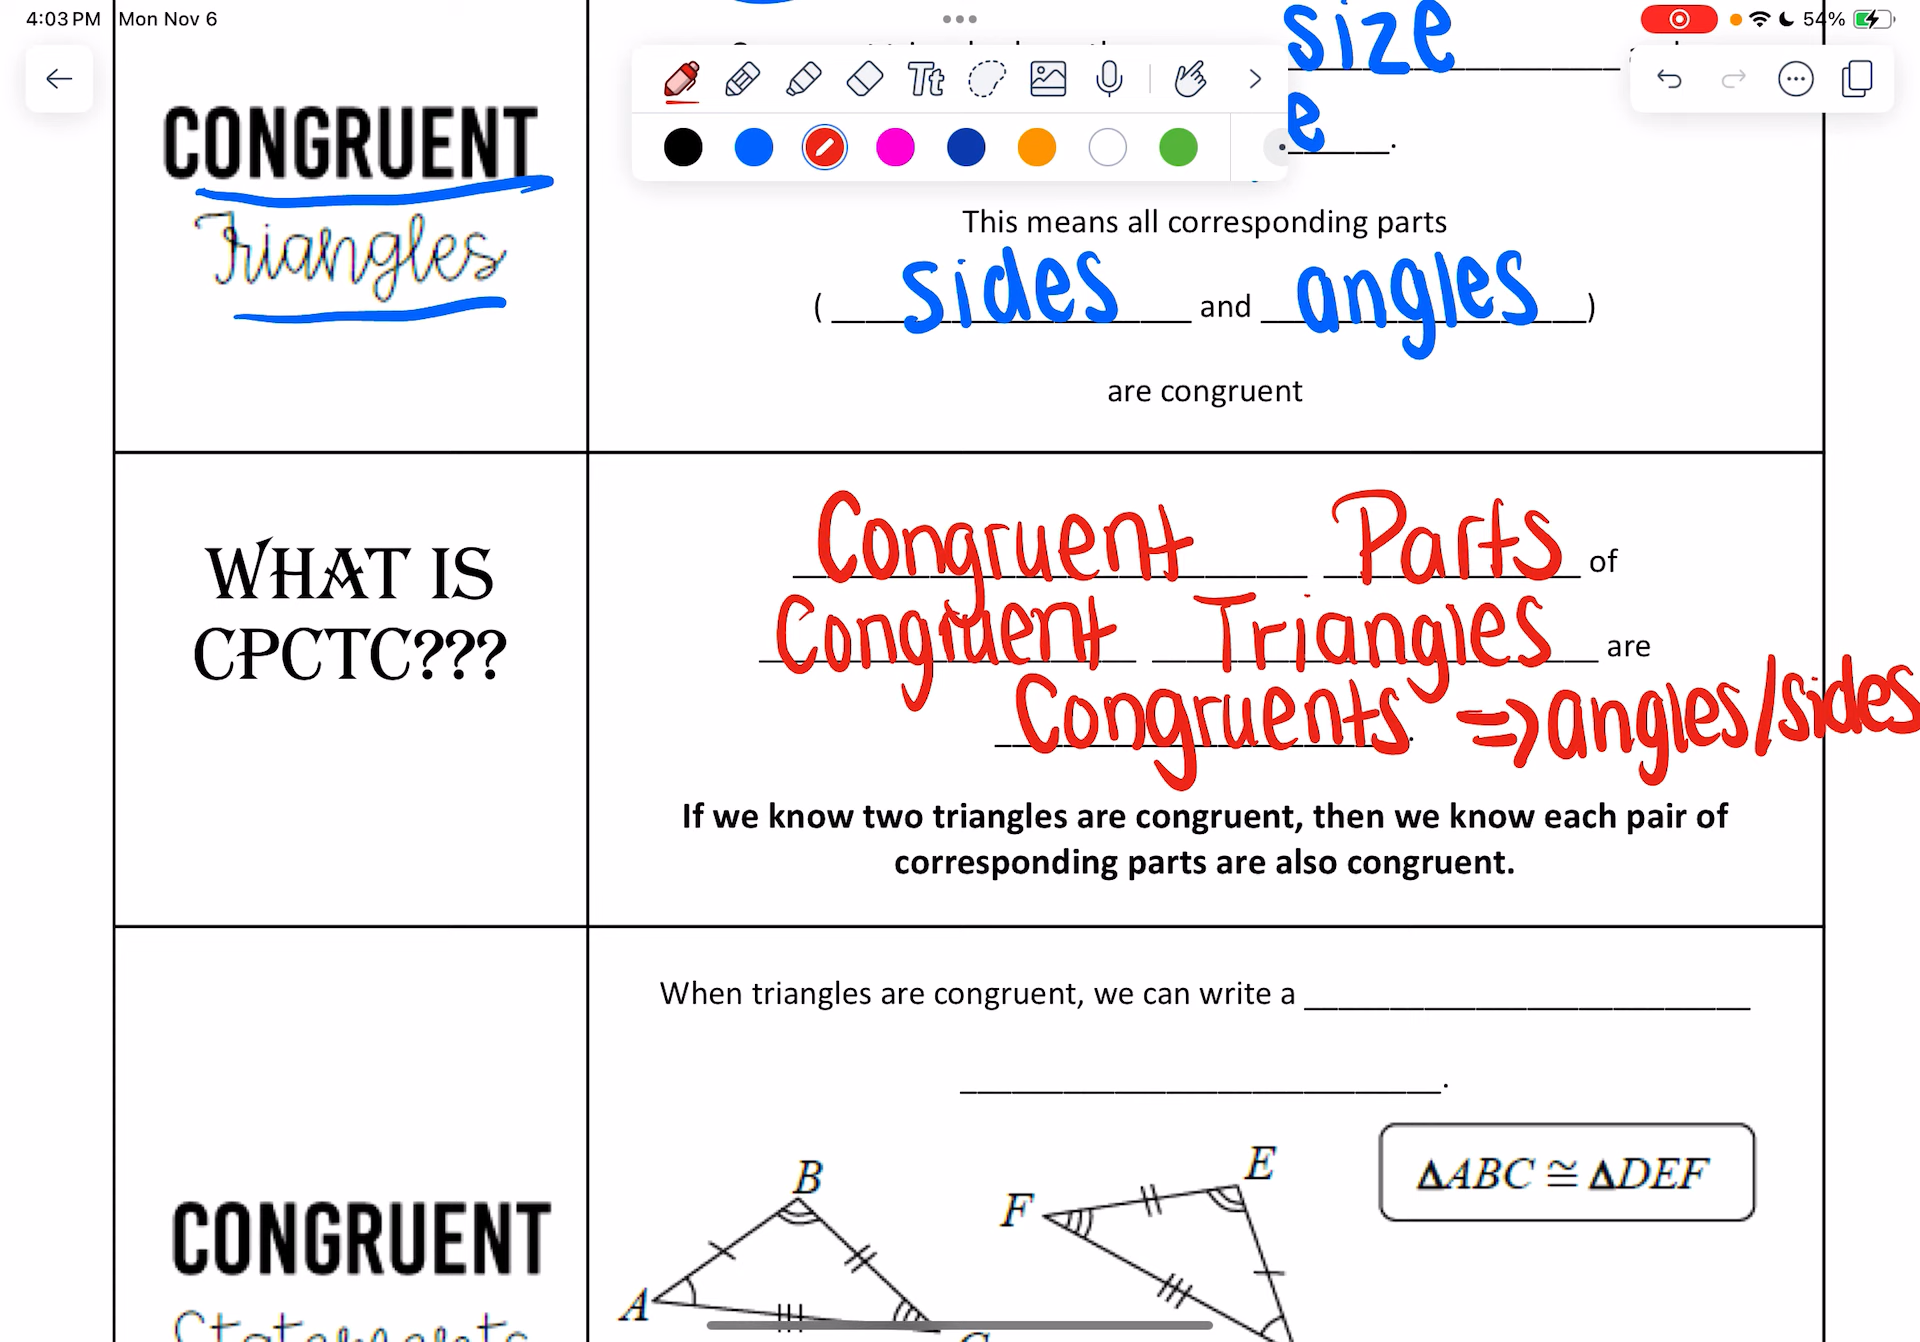 4:03 PM Mon Nov 6
54%
size
Tt
e.
CONGRUENT
Triangles
This means all corresponding parts
( sides and angles )
are congruent
WHAT IS
CPCTC???
Congruent Parts of
Congruent Triangles are
Congruents. => angles/sides
If we know two triangles are congruent, then we know each pair of
corresponding parts are also congruent.
When triangles are congruent, we can write a
.
CONGRUENT
Statements
B
A
F
E
ΔABC ≅ ΔDEF